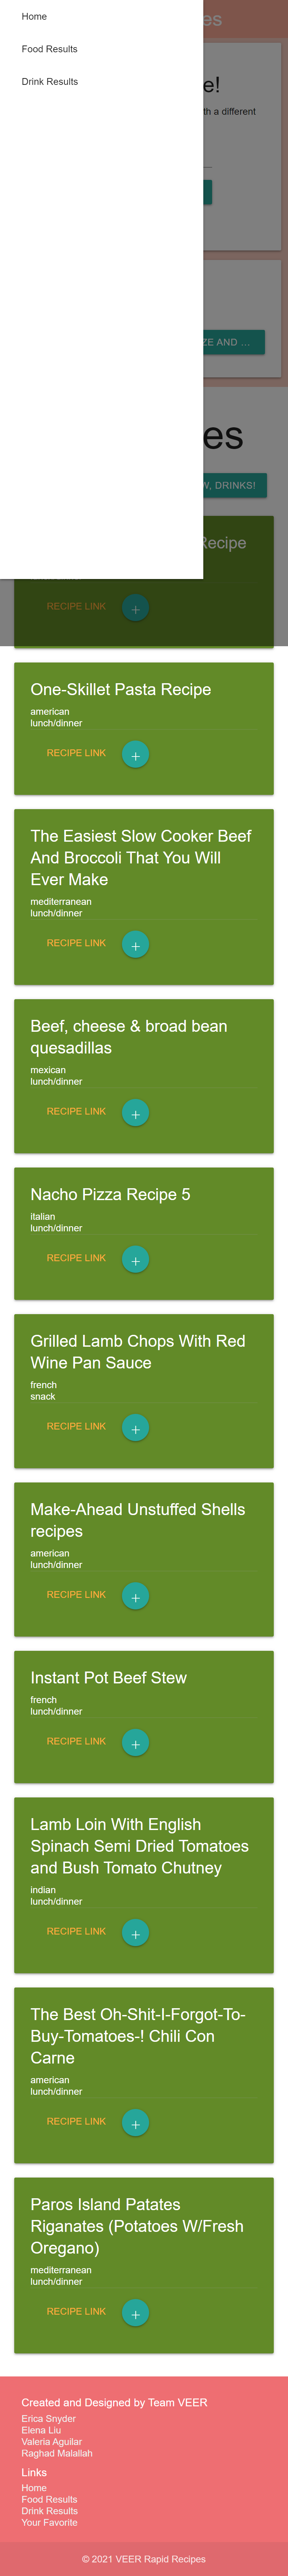 Home
Food Results
Drink Results
es
e!
th a different
ZE AND ...
es
W, DRINKS!
Recipe
RECIPE LINK
+
One-Skillet Pasta Recipe
american
lunch/dinner
RECIPE LINK
+
The Easiest Slow Cooker Beef
And Broccoli That You Will
Ever Make
mediterranean
lunch/dinner
RECIPE LINK
+
Beef, cheese & broad bean
quesadillas
mexican
lunch/dinner
RECIPE LINK
+
Nacho Pizza Recipe 5
italian
lunch/dinner
RECIPE LINK
+
Grilled Lamb Chops With Red
Wine Pan Sauce
french
snack
RECIPE LINK
+
Make-Ahead Unstuffed Shells
recipes
american
lunch/dinner
RECIPE LINK
+
Instant Pot Beef Stew
french
lunch/dinner
RECIPE LINK
+
Lamb Loin With English
Spinach Semi Dried Tomatoes
and Bush Tomato Chutney
indian
lunch/dinner
RECIPE LINK
+
The Best Oh-Shit-I-Forgot-To-
Buy-Tomatoes-! Chili Con
Carne
american
lunch/dinner
RECIPE LINK
+
Paros Island Patates
Riganates (Potatoes W/Fresh
Oregano)
mediterranean
lunch/dinner
RECIPE LINK
+
Created and Designed by Team VEER
Erica Snyder
Elena Liu
Valeria Aguilar
Raghad Malallah
Links
Home
Food Results
Drink Results
Your Favorite
© 2021 VEER Rapid Recipes